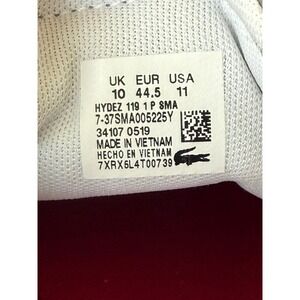 UK EUR USA
10 44.5 11
HYDEZ 119 1 P SMA
7-37SMA005225Y
34107 0519
MADE IN VIETNAM
HECHO EN VIETNAM
7XRX6L4T00739